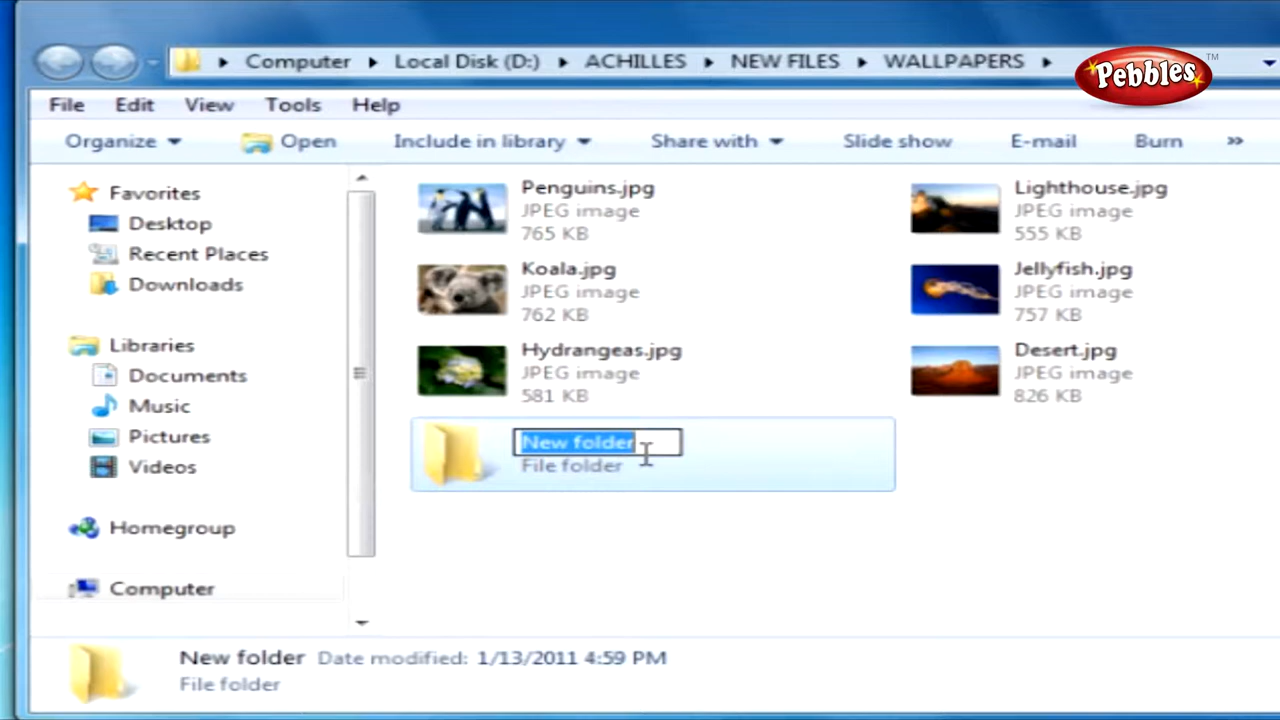 Computer Local Disk (D:) ACHILLES NEW FILES WALLPAPERS
Pebbles™
File Edit View Tools Help
Organize Open Include in library Share with Slide show E-mail Burn »
Favorites
Desktop
Recent Places
Downloads
Libraries
Documents
Music
Pictures
Videos
Homegroup
Computer
Penguins.jpg
JPEG image
765 KB
Lighthouse.jpg
JPEG image
555 KB
Koala.jpg
JPEG image
762 KB
Jellyfish.jpg
JPEG image
757 KB
Hydrangeas.jpg
JPEG image
581 KB
Desert.jpg
JPEG image
826 KB
New folder
File folder
New folder Date modified: 1/13/2011 4:59 PM
File folder